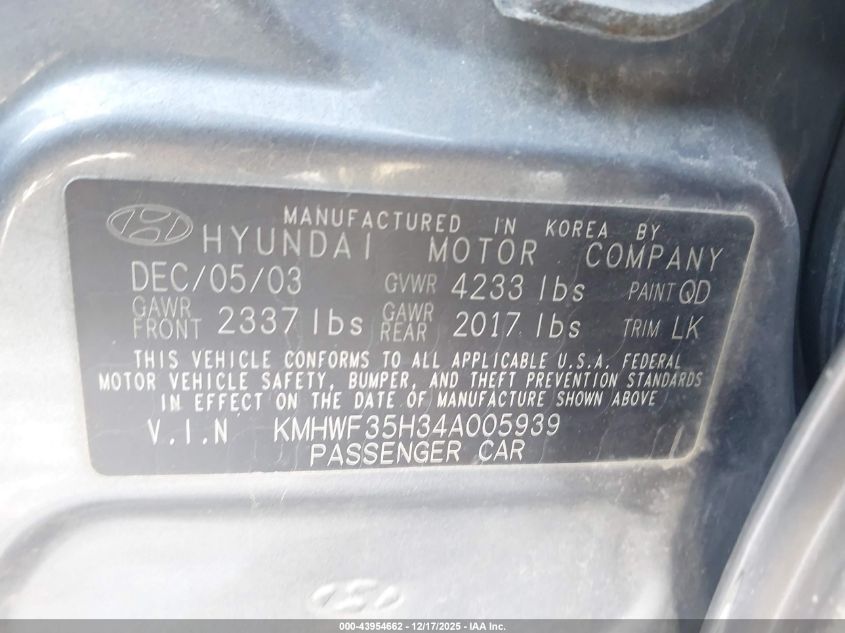 MANUFACTURED IN KOREA BY
HYUNDAI MOTOR COMPANY
DEC/05/03 GVWR 4233 lbs PAINT QD
GAWR FRONT 2337 lbs GAWR REAR 2017 lbs TRIM LK
THIS VEHICLE CONFORMS TO ALL APPLICABLE U.S.A. FEDERAL
MOTOR VEHICLE SAFETY, BUMPER, AND THEFT PREVENTION STANDARDS
IN EFFECT ON THE DATE OF MANUFACTURE SHOWN ABOVE
V.I.N KMHWF35H34A005939
PASSENGER CAR
000-43954662 - 12/17/2025 - IAA Inc.